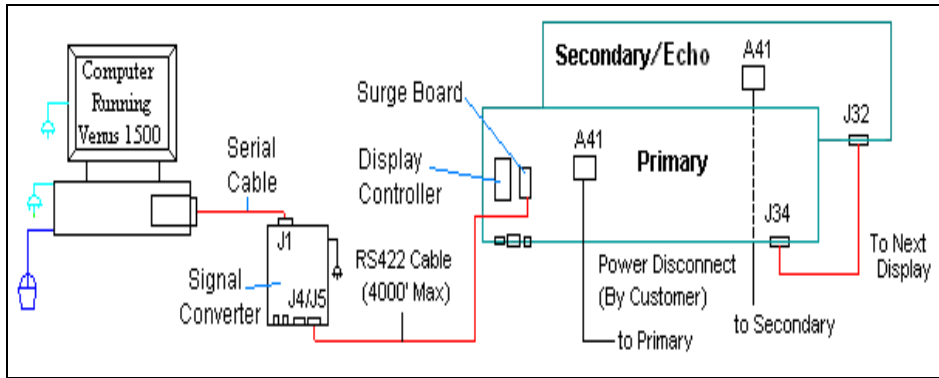 Computer
Running
Venus 1500
Serial
Cable
J1
Signal
Converter
J4/J5
RS422 Cable
(4000' Max)
Surge Board
Display
Controller
Secondary/Echo
A41
J32
A41
Primary
J34
To Next
Display
Power Disconnect
(By Customer)
to Primary
to Secondary